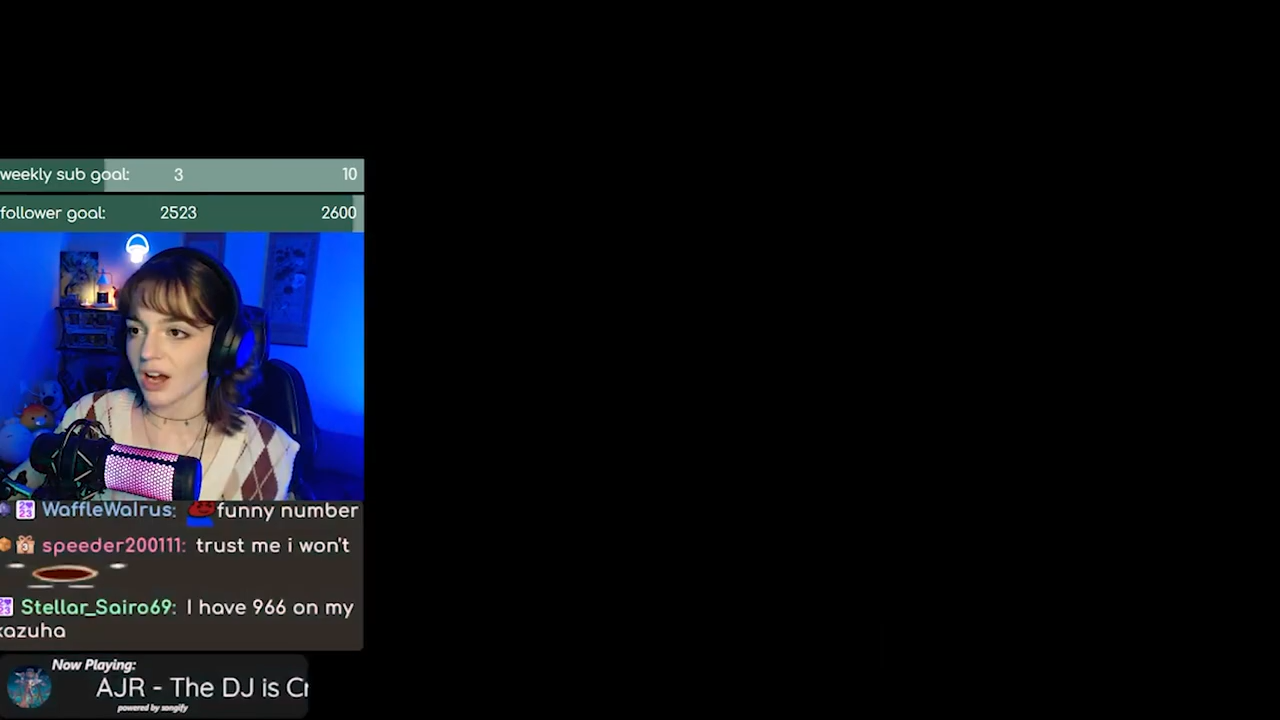 weekly sub goal: 3 10
follower goal: 2523 2600
WaffleWalrus: funny number
speeder200111: trust me i won't
Stellar_Sairo69: I have 966 on my
kazuha
Now Playing:
AJR - The DJ is Cr
powered by songify